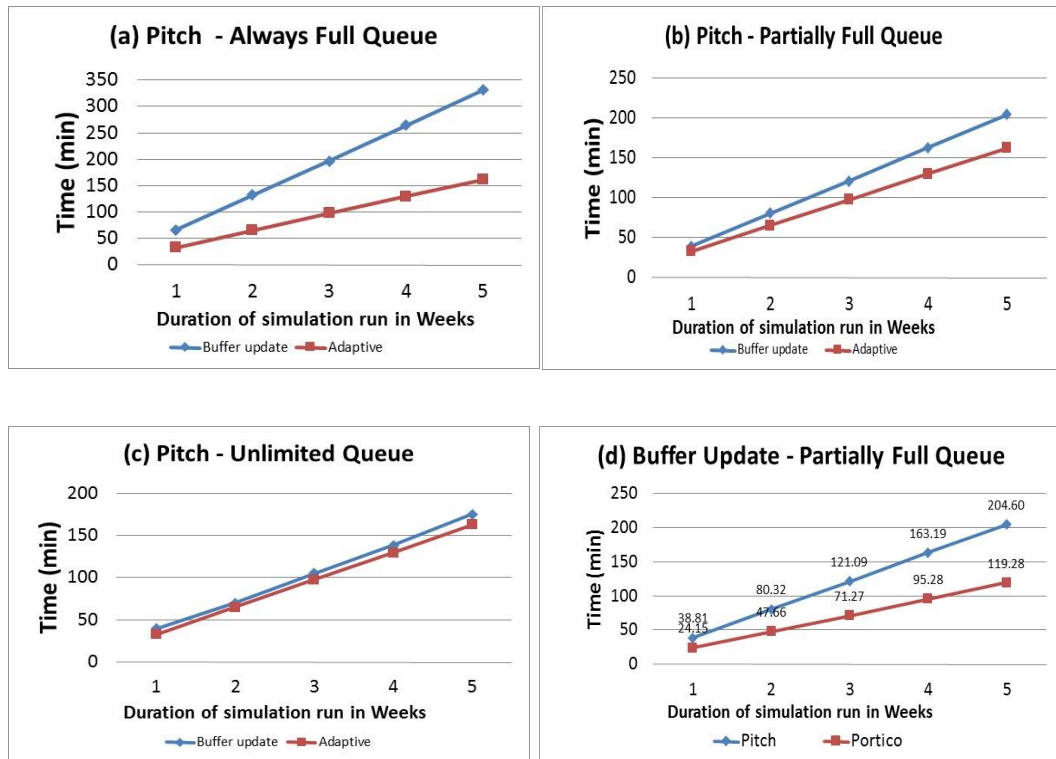 (a) Pitch - Always Full Queue
350
300
250
200
150
100
50
0
Time (min)
1 2 3 4 5
Duration of simulation run in Weeks
Buffer update Adaptive
(b) Pitch - Partially Full Queue
250
200
150
100
50
0
Time (min)
1 2 3 4 5
Duration of simulation run in Weeks
Buffer update Adaptive
(c) Pitch - Unlimited Queue
200
150
100
50
0
Time (min)
1 2 3 4 5
Duration of simulation run in Weeks
Buffer update Adaptive
(d) Buffer Update - Partially Full Queue
250
200
150
100
50
0
Time (min)
204.60
163.19
121.09
119.28
95.28
80.32
71.27
47.66
38.81
24.15
1 2 3 4 5
Duration of simulation run in Weeks
Pitch Portico